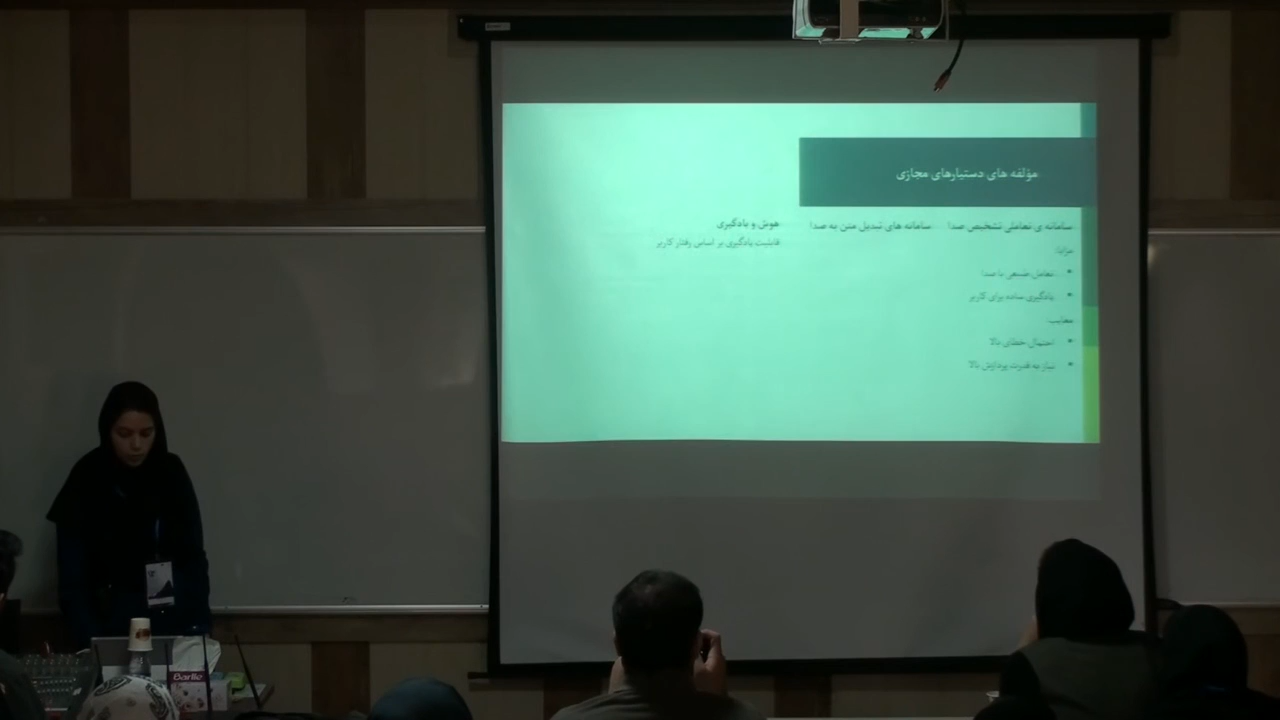 مؤلفه های دستیارهای مجازی
سامانه ی تعاملی تشخیص صدا
مزایا:
تعامل طبیعی با صدا
یادگیری ساده برای کاربر
معایب:
احتمال خطای بالا
نیاز به قدرت پردازش بالا
سامانه های تبدیل متن به صدا
هوش و یادگیری
قابلیت یادگیری بر اساس رفتار کاربر
Barlie